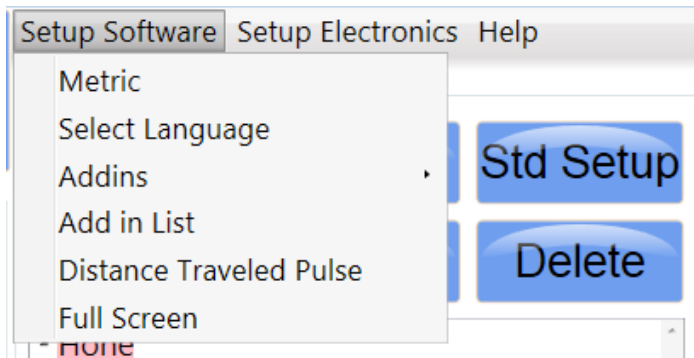 Setup Software Setup Electronics Help
Metric
Select Language
Addins
Add in List
Distance Traveled Pulse
Full Screen
Std Setup
Delete
- Hone